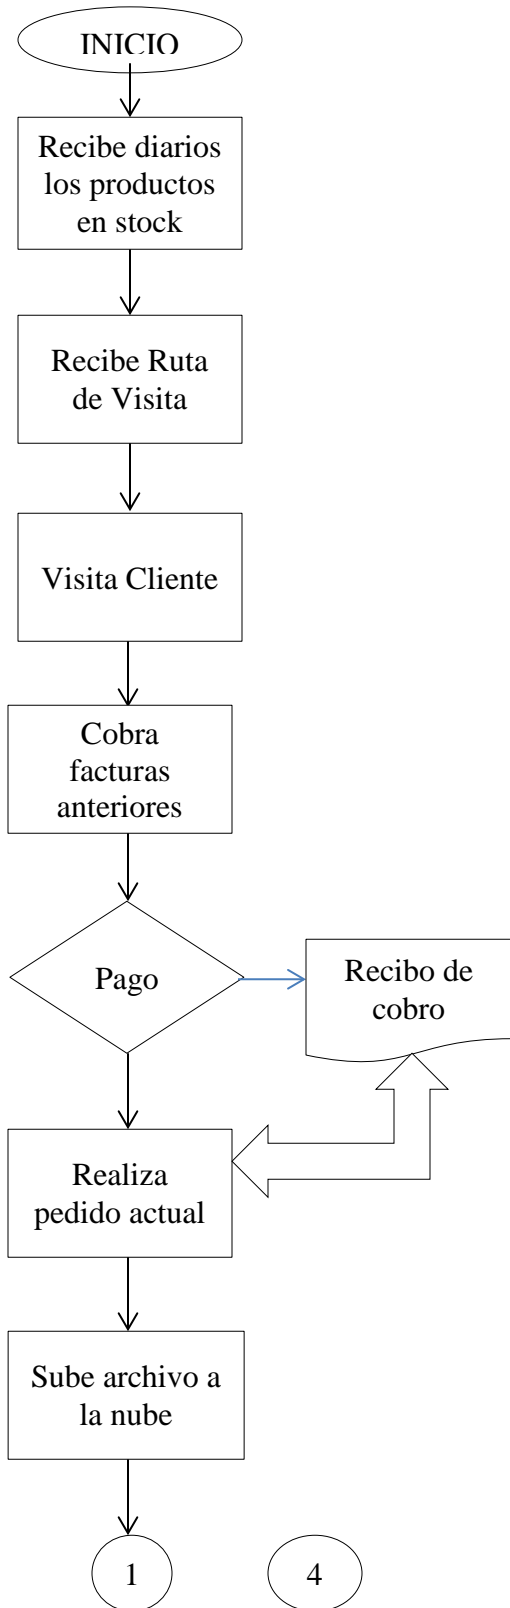 INICIO
Recibe diarios
los productos
en stock
Recibe Ruta
de Visita
Visita Cliente
Cobra
facturas
anteriores
Pago
Recibo de
cobro
Realiza
pedido actual
Sube archivo a
la nube
1
4